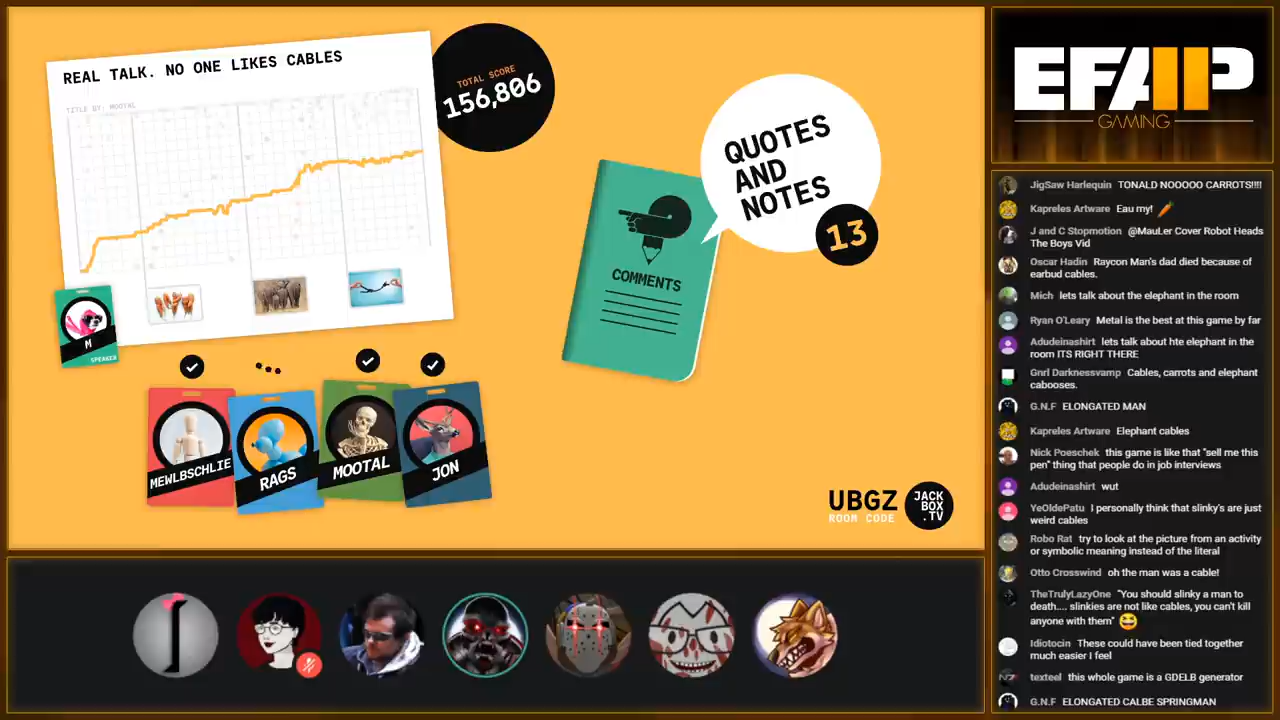 REAL TALK. NO ONE LIKES CABLES
TITLE BY: MOOTAL
TOTAL SCORE
156,806
QUOTES
AND
NOTES
13
COMMENTS
M
SPEAKER
MEWLBSCHLIE
RAGS
MOOTAL
JON
UBGZ
ROOM CODE
JACK
BOX
.TV
EFAP
GAMING
JigSaw Harlequin TONALD NOOOOO CARROTS!!!!
Kapreles Artware Eau my! 🥕
J and C Stopmotion @MauLer Cover Robot Heads
The Boys Vid
Oscar Hadin Raycon Man's dad died because of
earbud cables.
Mich lets talk about the elephant in the room
Ryan O'Leary Metal is the best at this game by far
Adudeinashirt lets talk about hte elephant in the
room ITS RIGHT THERE
Gnrl Darknessvamp Cables, carrots and elephant
cabooses.
G.N.F ELONGATED MAN
Kapreles Artware Elephant cables
Nick Poeschek this game is like that "sell me this
pen" thing that people do in job interviews
Adudeinashirt wut
YeOldePatu I personally think that slinky's are just
weird cables
Robo Rat try to look at the picture from an activity
or symbolic meaning instead of the literal
Otto Crosswind oh the man was a cable!
TheTrulyLazyOne "You should slinky a man to
death.... slinkies are not like cables, you can't kill
anyone with them" 😆
Idiotocin These could have been tied together
much easier I feel
texteel this whole game is a GDELB generator
G.N.F ELONGATED CALBE SPRINGMAN